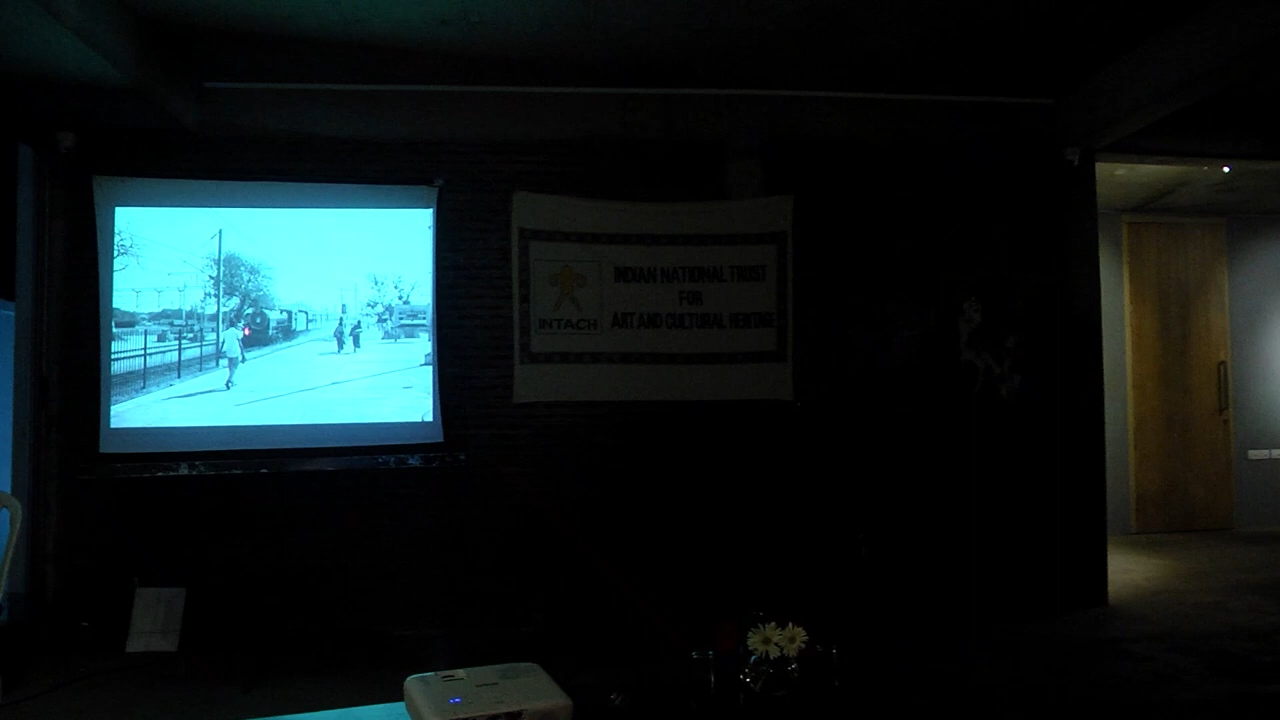 INTACH
INDIAN NATIONAL TRUST
FOR
ART AND CULTURAL HERITAGE